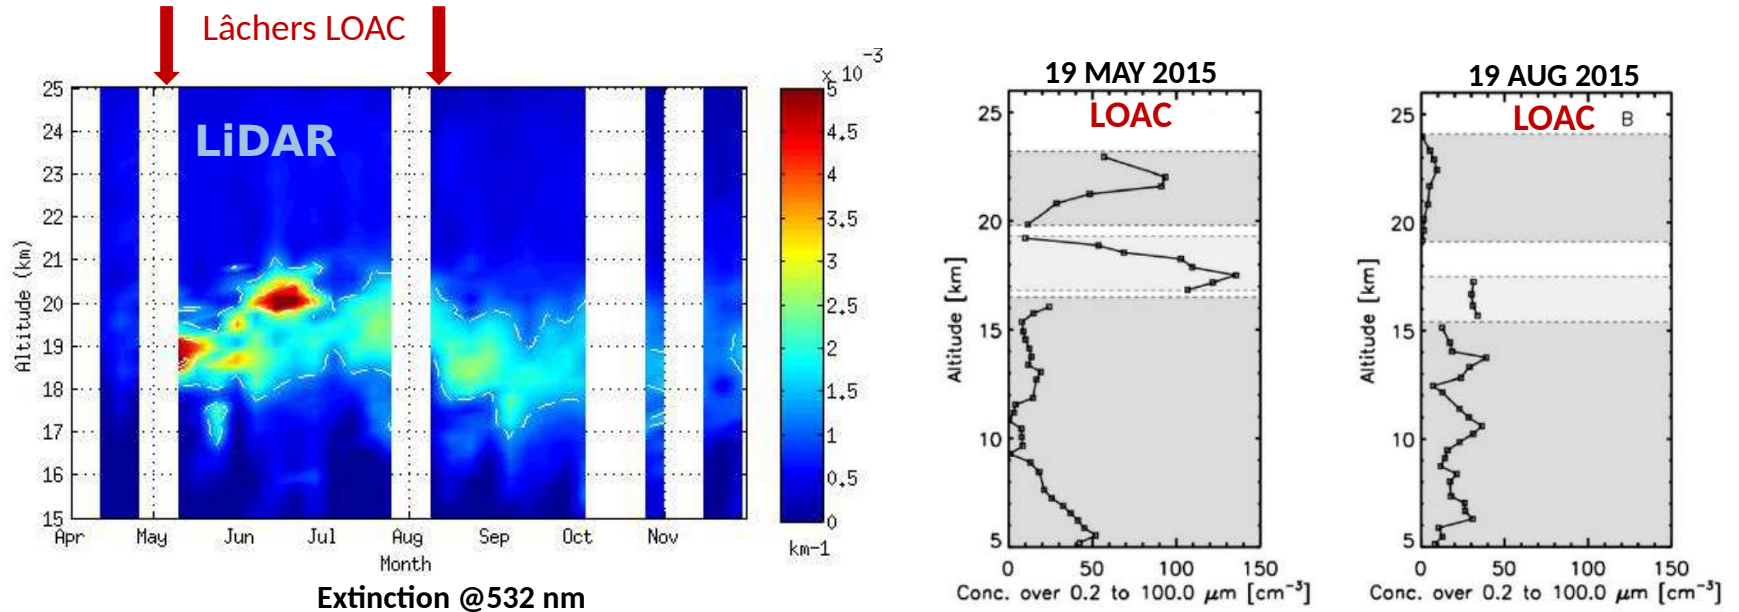 Lâchers LOAC
x 10
-3
25
24
23
22
21
20
19
18
17
16
15
Altitude (km)
LiDAR
Apr May Jun Jul Aug Sep Oct Nov
Month
Extinction @532 nm
5
4.5
4
3.5
3
2.5
2
1.5
1
0.5
0
km-1
19 MAY 2015
LOAC
25
20
15
10
5
Altitude [km]
0 50 100 150
Conc. over 0.2 to 100.0 μm [cm⁻³]
19 AUG 2015
LOAC B
25
20
15
10
5
Altitude [km]
0 50 100 150
Conc. over 0.2 to 100.0 μm [cm⁻³]